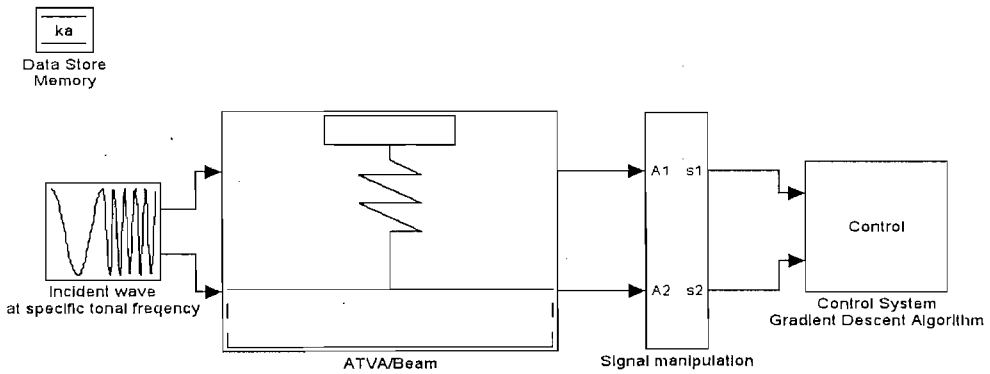 ka
Data Store
Memory
Incident wave
at specific tonal freqency
ATVA/Beam
A1 s1
A2 s2
Signal manipulation
Control
Control System
Gradient Descent Algorithm